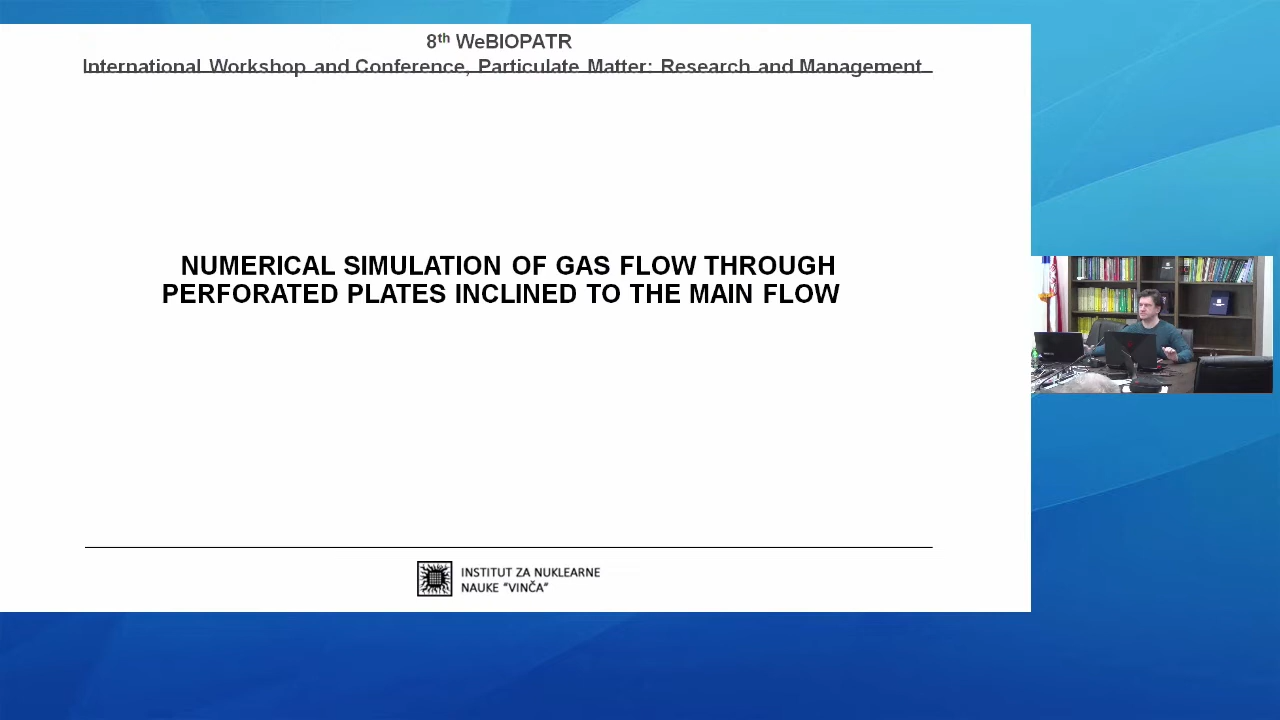 8th WeBIOPATR
International Workshop and Conference, Particulate Matter: Research and Management
NUMERICAL SIMULATION OF GAS FLOW THROUGH
PERFORATED PLATES INCLINED TO THE MAIN FLOW
INSTITUT ZA NUKLEARNE
NAUKE "VINČA"